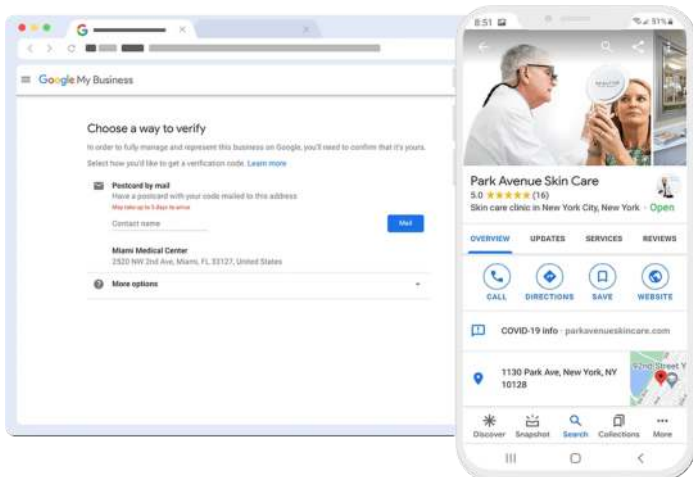 G
Google My Business
Choose a way to verify
In order to fully manage and represent this business on Google, you'll need to confirm that it's yours.
Select how you'd like to get a verification code. Learn more
Postcard by mail
Have a postcard with your code mailed to this address
May take up to 5 days to arrive
Contact name
Mail
Miami Medical Center
2520 NW 2nd Ave, Miami, FL 33127, United States
More options
8:51
51%
Park Avenue Skin Care
5.0 ★★★★★ (16)
Skin care clinic in New York City, New York · Open
OVERVIEW UPDATES SERVICES REVIEWS
CALL DIRECTIONS SAVE WEBSITE
COVID-19 info · parkavenueskincare.com
92nd Street Y
1130 Park Ave, New York, NY
10128
Discover Snapshot Search Collections More